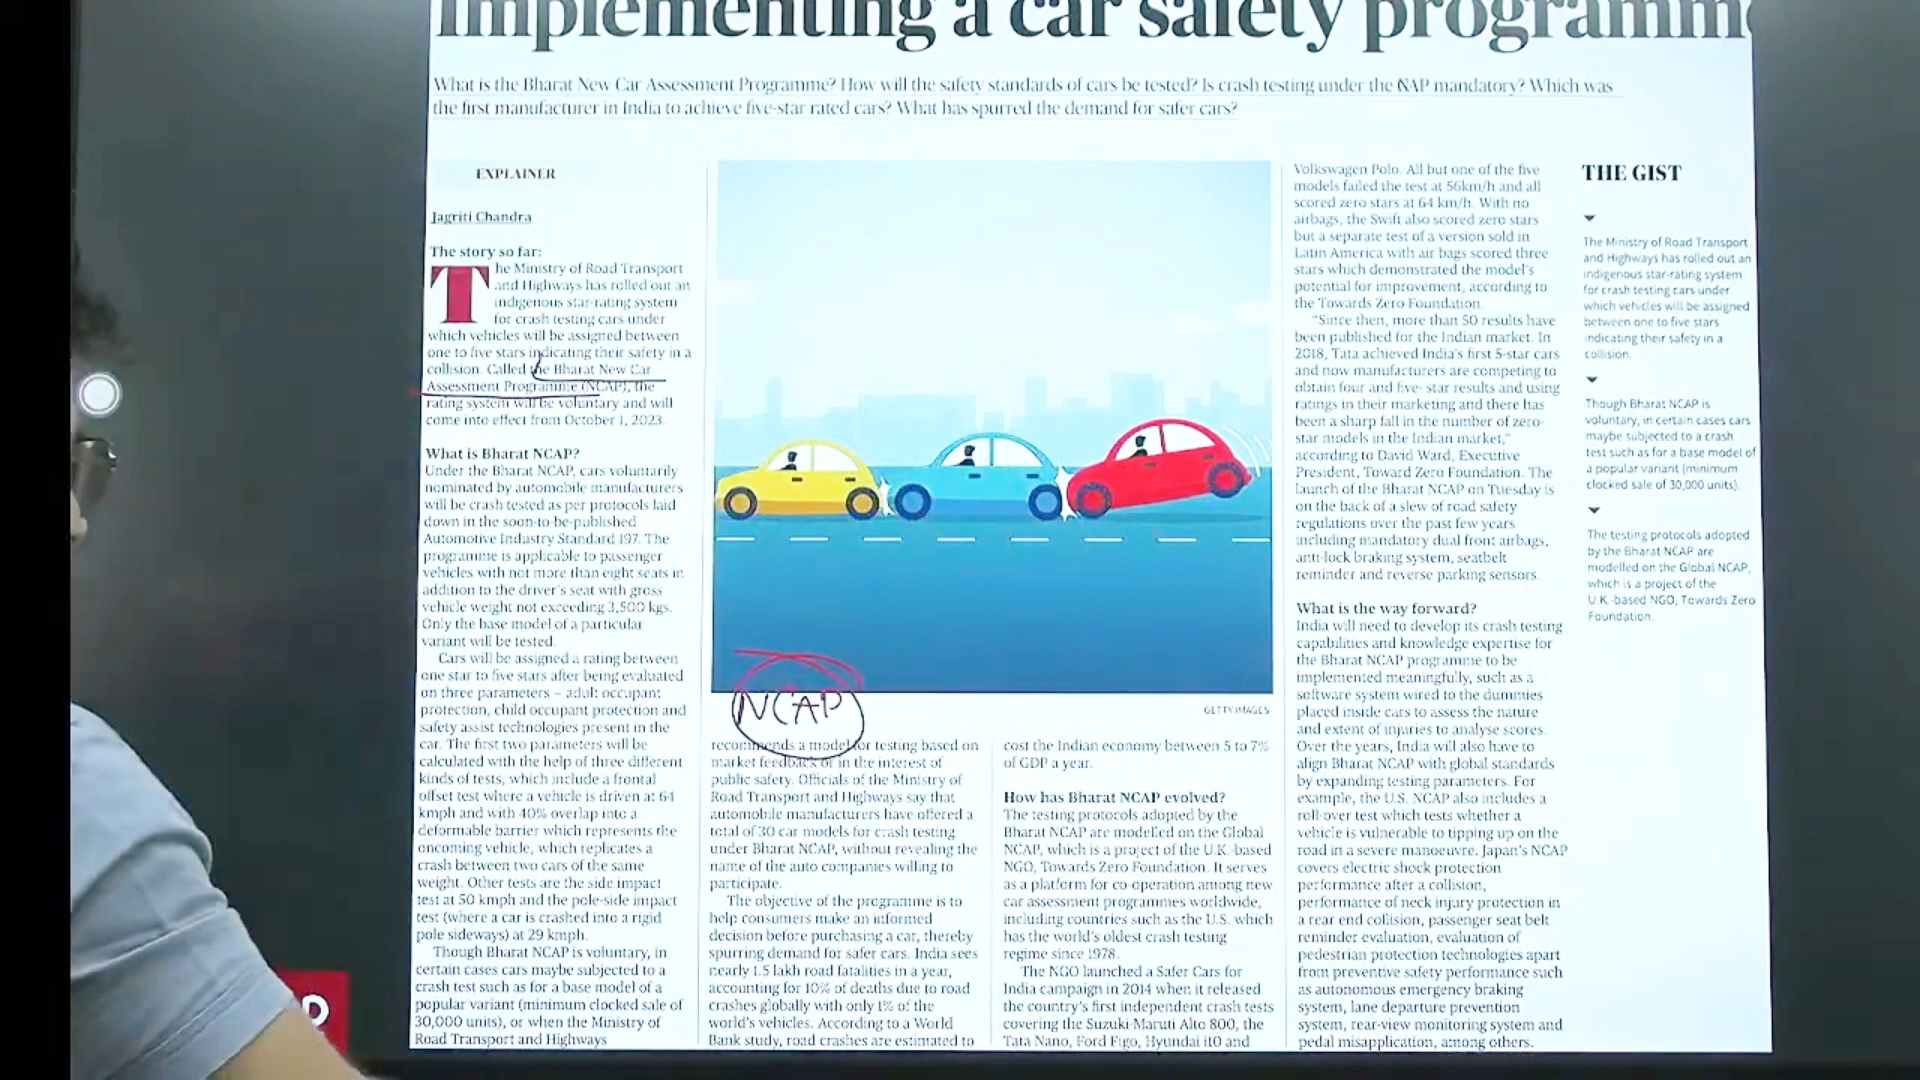 Implementing a car safety programme
What is the Bharat New Car Assessment Programme? How will the safety standards of cars be tested? Is crash testing under the NAP mandatory? Which was
the first manufacturer in India to achieve five-star rated cars? What has spurred the demand for safer cars?
EXPLAINER
Jagriti Chandra
The story so far:
The Ministry of Road Transport
and Highways has rolled out an
indigenous star-rating system
for crash testing cars under
which vehicles will be assigned between
one to five stars indicating their safety in a
collision. Called the Bharat New Car
Assessment Programme (NCAP), the
rating system will be voluntary and will
come into effect from October 1, 2023.
What is Bharat NCAP?
Under the Bharat NCAP, cars voluntarily
nominated by automobile manufacturers
will be crash tested as per protocols laid
down in the soon-to-be-published
Automotive Industry Standard 197. The
programme is applicable to passenger
vehicles with not more than eight seats in
addition to the driver's seat with gross
vehicle weight not exceeding 3,500 kgs.
Only the base model of a particular
variant will be tested.
Cars will be assigned a rating between
one star to five stars after being evaluated
on three parameters – adult occupant
protection, child occupant protection and
safety assist technologies present in the
car. The first two parameters will be
calculated with the help of three different
kinds of tests, which include a frontal
offset test where a vehicle is driven at 64
kmph and with 40% overlap into a
deformable barrier which represents the
oncoming vehicle, which replicates a
crash between two cars of the same
weight. Other tests are the side impact
test at 50 kmph and the pole-side impact
test (where a car is crashed into a rigid
pole sideways) at 29 kmph.
Though Bharat NCAP is voluntary, in
certain cases cars maybe subjected to a
crash test such as for a base model of a
popular variant (minimum clocked sale of
30,000 units), or when the Ministry of
Road Transport and Highways
NCAP
GETTY IMAGES
recommends a model for testing based on
market feedback or in the interest of
public safety. Officials of the Ministry of
Road Transport and Highways say that
automobile manufacturers have offered a
total of 30 car models for crash testing
under Bharat NCAP, without revealing the
name of the auto companies willing to
participate.
The objective of the programme is to
help consumers make an informed
decision before purchasing a car, thereby
spurring demand for safer cars. India sees
nearly 1.5 lakh road fatalities in a year,
accounting for 10% of deaths due to road
crashes globally with only 1% of the
world's vehicles. According to a World
Bank study, road crashes are estimated to
cost the Indian economy between 5 to 7%
of GDP a year.
How has Bharat NCAP evolved?
The testing protocols adopted by the
Bharat NCAP are modelled on the Global
NCAP, which is a project of the U.K.-based
NGO, Towards Zero Foundation. It serves
as a platform for co-operation among new
car assessment programmes worldwide,
including countries such as the U.S. which
has the world's oldest crash testing
regime since 1978.
The NGO launched a Safer Cars for
India campaign in 2014 when it released
the country's first independent crash tests
covering the Suzuki-Maruti Alto 800, the
Tata Nano, Ford Figo, Hyundai i10 and
Volkswagen Polo. All but one of the five
models failed the test at 56km/h and all
scored zero stars at 64 km/h. With no
airbags, the Swift also scored zero stars
but a separate test of a version sold in
Latin America with air bags scored three
stars which demonstrated the model's
potential for improvement, according to
the Towards Zero Foundation.
"Since then, more than 50 results have
been published for the Indian market. In
2018, Tata achieved India's first 5-star cars
and now manufacturers are competing to
obtain four and five- star results and using
ratings in their marketing and there has
been a sharp fall in the number of zero-
star models in the Indian market,"
according to David Ward, Executive
President, Toward Zero Foundation. The
launch of the Bharat NCAP on Tuesday is
on the back of a slew of road safety
regulations over the past few years
including mandatory dual front airbags,
anti-lock braking system, seatbelt
reminder and reverse parking sensors.
What is the way forward?
India will need to develop its crash testing
capabilities and knowledge expertise for
the Bharat NCAP programme to be
implemented meaningfully, such as a
software system wired to the dummies
placed inside cars to assess the nature
and extent of injuries to analyse scores.
Over the years, India will also have to
align Bharat NCAP with global standards
by expanding testing parameters. For
example, the U.S. NCAP also includes a
roll-over test which tests whether a
vehicle is vulnerable to tipping up on the
road in a severe manoeuvre. Japan's NCAP
covers electric shock protection
performance after a collision,
performance of neck injury protection in
a rear end collision, passenger seat belt
reminder evaluation, evaluation of
pedestrian protection technologies apart
from preventive safety performance such
as autonomous emergency braking
system, lane departure prevention
system, rear-view monitoring system and
pedal misapplication, among others.
THE GIST
The Ministry of Road Transport
and Highways has rolled out an
indigenous star-rating system
for crash testing cars under
which vehicles will be assigned
between one to five stars
indicating their safety in a
collision.
Though Bharat NCAP is
voluntary, in certain cases cars
maybe subjected to a crash
test such as for a base model of
a popular variant (minimum
clocked sale of 30,000 units).
The testing protocols adopted
by the Bharat NCAP are
modelled on the Global NCAP,
which is a project of the
U.K.-based NGO, Towards Zero
Foundation.